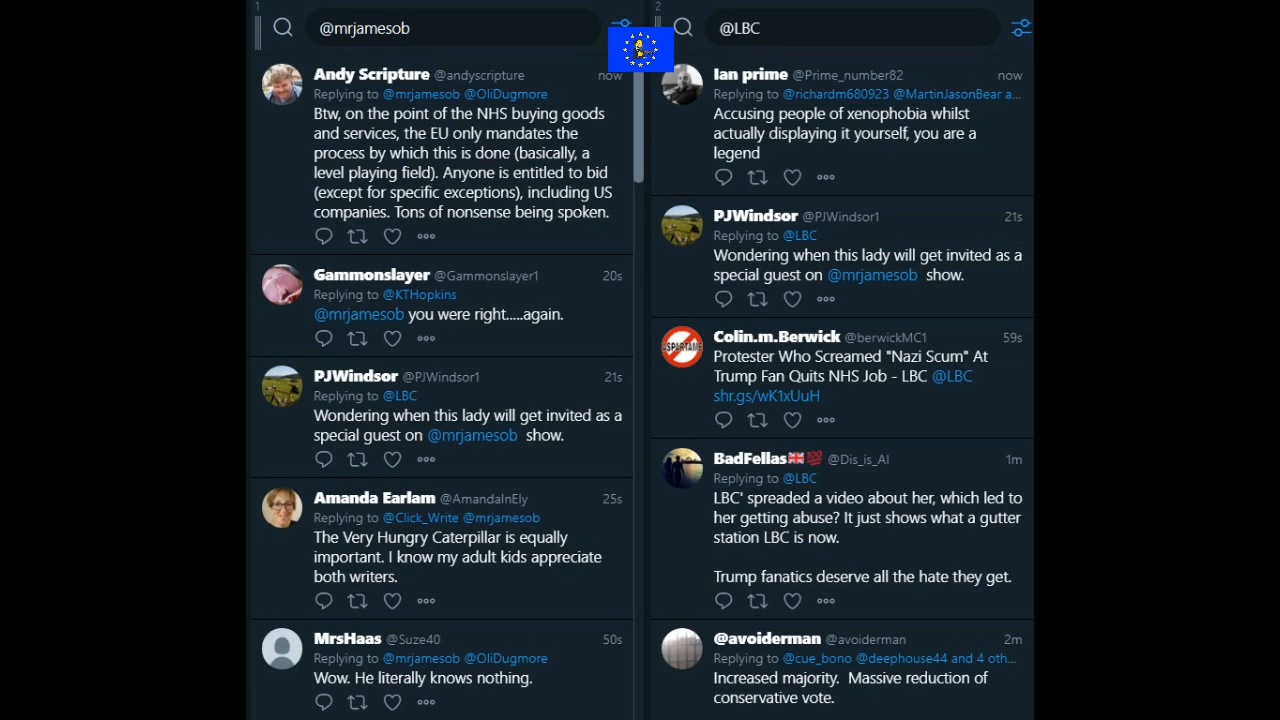 1
@mrjamesob
Andy Scripture @andyscripture now
Replying to @mrjamesob @OliDugmore
Btw, on the point of the NHS buying goods
and services, the EU only mandates the
process by which this is done (basically, a
level playing field). Anyone is entitled to bid
(except for specific exceptions), including US
companies. Tons of nonsense being spoken.
Gammonslayer @Gammonslayer1 20s
Replying to @KTHopkins
@mrjamesob you were right.....again.
PJWindsor @PJWindsor1 21s
Replying to @LBC
Wondering when this lady will get invited as a
special guest on @mrjamesob show.
Amanda Earlam @AmandaInEly 25s
Replying to @Click_Write @mrjamesob
The Very Hungry Caterpillar is equally
important. I know my adult kids appreciate
both writers.
MrsHaas @Suze40 50s
Replying to @mrjamesob @OliDugmore
Wow. He literally knows nothing.
2
@LBC
Ian prime @Prime_number82 now
Replying to @richardm680923 @MartinJasonBear a...
Accusing people of xenophobia whilst
actually displaying it yourself, you are a
legend
PJWindsor @PJWindsor1 21s
Replying to @LBC
Wondering when this lady will get invited as a
special guest on @mrjamesob show.
ASPARTAME
Colin.m.Berwick @berwickMC1 59s
Protester Who Screamed "Nazi Scum" At
Trump Fan Quits NHS Job - LBC @LBC
shr.gs/wK1xUuH
BadFellas🇬🇧💯 @Dis_is_Al 1m
Replying to @LBC
LBC' spreaded a video about her, which led to
her getting abuse? It just shows what a gutter
station LBC is now.
Trump fanatics deserve all the hate they get.
@avoiderman @avoiderman 2m
Replying to @cue_bono @deephouse44 and 4 oth...
Increased majority. Massive reduction of
conservative vote.